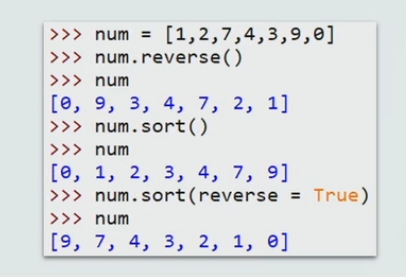 >>> num = [1,2,7,4,3,9,0]
>>> num.reverse()
>>> num
[0, 9, 3, 4, 7, 2, 1]
>>> num.sort()
>>> num
[0, 1, 2, 3, 4, 7, 9]
>>> num.sort(reverse = True)
>>> num
[9, 7, 4, 3, 2, 1, 0]